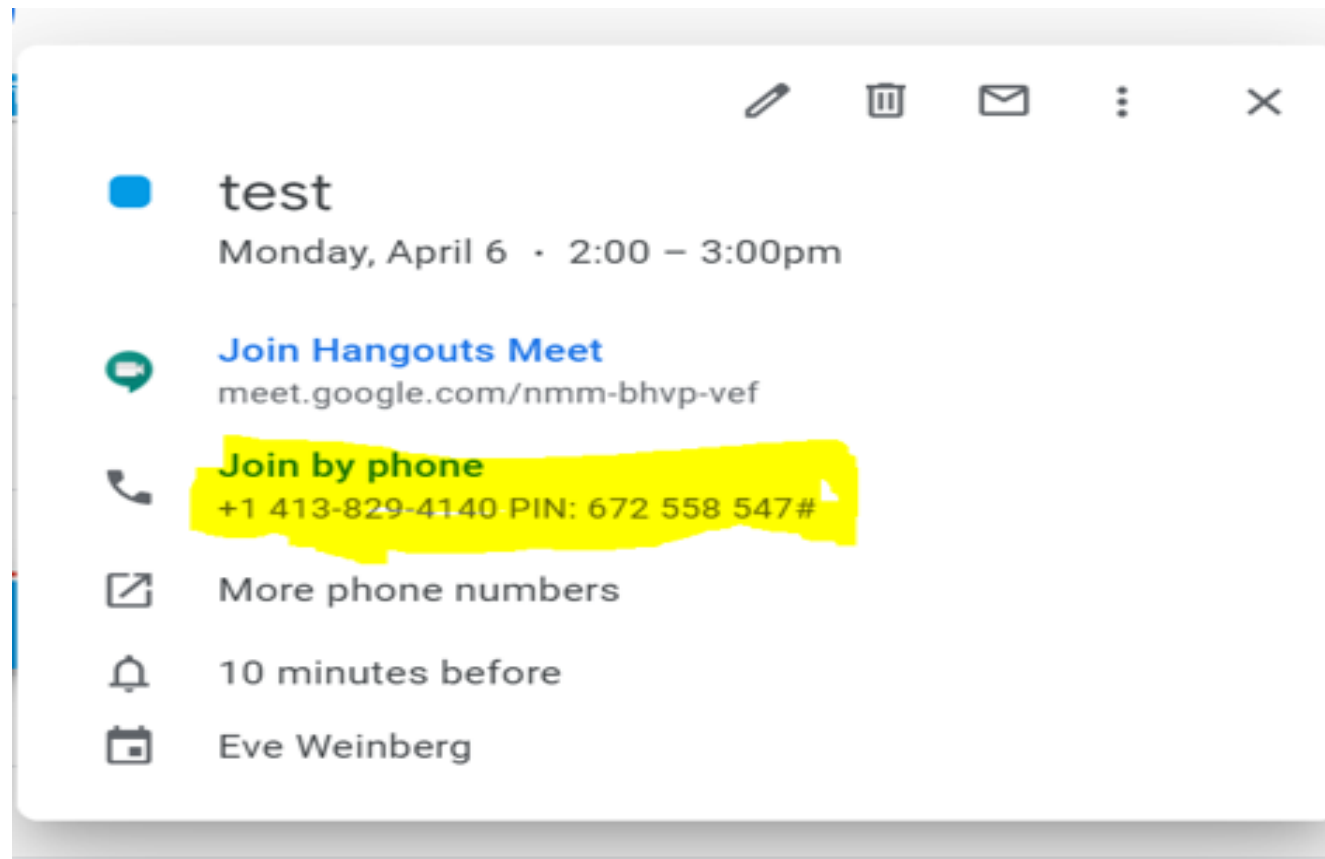 test
Monday, April 6 · 2:00 – 3:00pm
Join Hangouts Meet
meet.google.com/nmm-bhvp-vef
Join by phone
+1 413-829-4140 PIN: 672 558 547#
More phone numbers
10 minutes before
Eve Weinberg